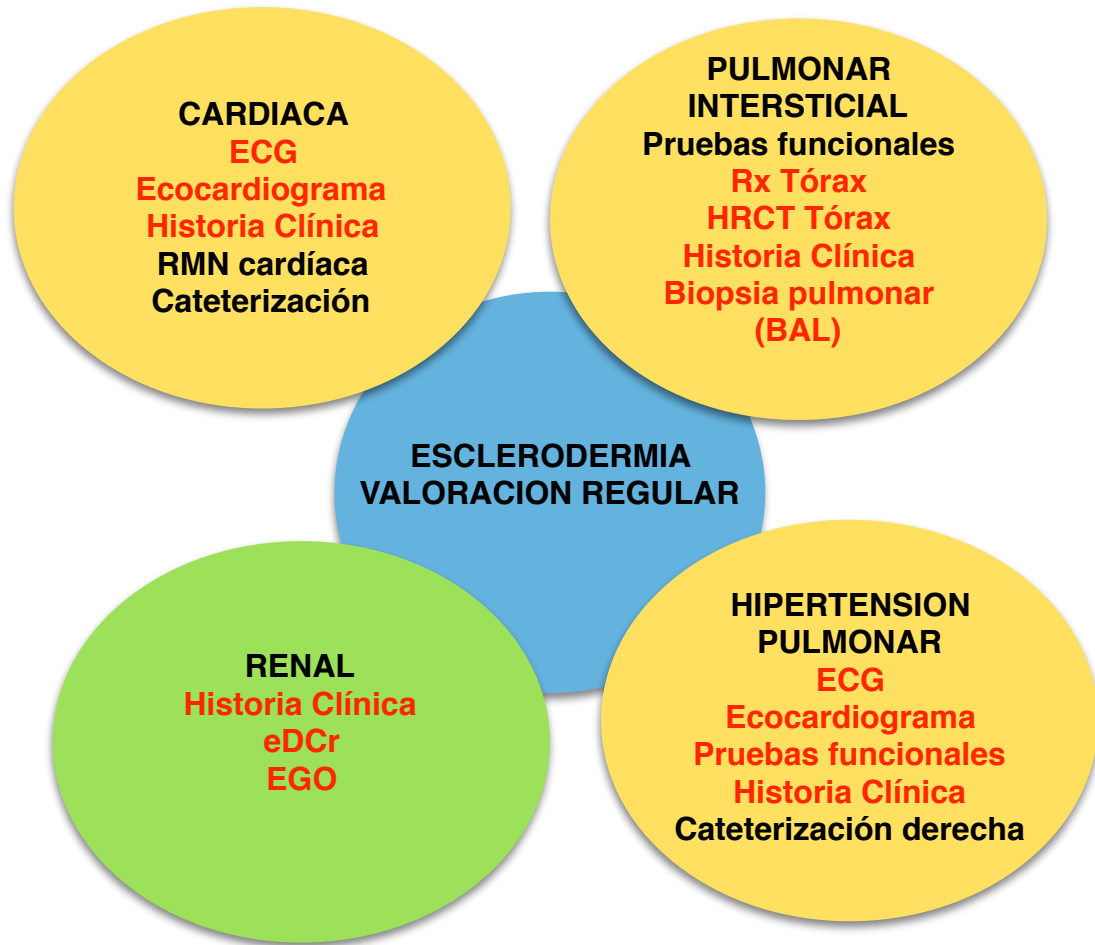 CARDIACA
ECG
Ecocardiograma
Historia Clínica
RMN cardíaca
Cateterización
PULMONAR
INTERSTICIAL
Pruebas funcionales
Rx Tórax
HRCT Tórax
Historia Clínica
Biopsia pulmonar
(BAL)
ESCLERODERMIA
VALORACION REGULAR
RENAL
Historia Clínica
eDCr
EGO
HIPERTENSION
PULMONAR
ECG
Ecocardiograma
Pruebas funcionales
Historia Clínica
Cateterización derecha